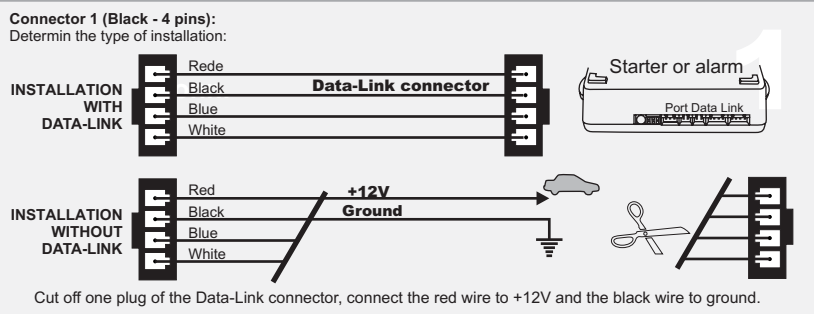 Connector 1 (Black - 4 pins):
Determin the type of installation:
1
INSTALLATION
WITH
DATA-LINK
Rede
Black
Blue
White
Data-Link connector
Starter or alarm
Port Data Link
INSTALLATION
WITHOUT
DATA-LINK
Red
Black
Blue
White
+12V
Ground
Cut off one plug of the Data-Link connector, connect the red wire to +12V and the black wire to ground.